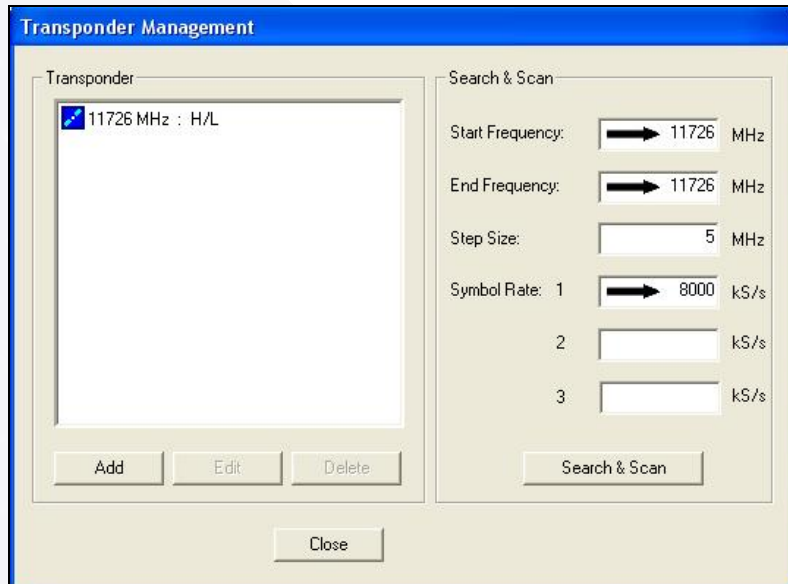 Transponder Management
Transponder
11726 MHz : H/L
Add
Edit
Delete
Search & Scan
Start Frequency: 11726 MHz
End Frequency: 11726 MHz
Step Size: 5 MHz
Symbol Rate: 1 8000 kS/s
2 kS/s
3 kS/s
Search & Scan
Close